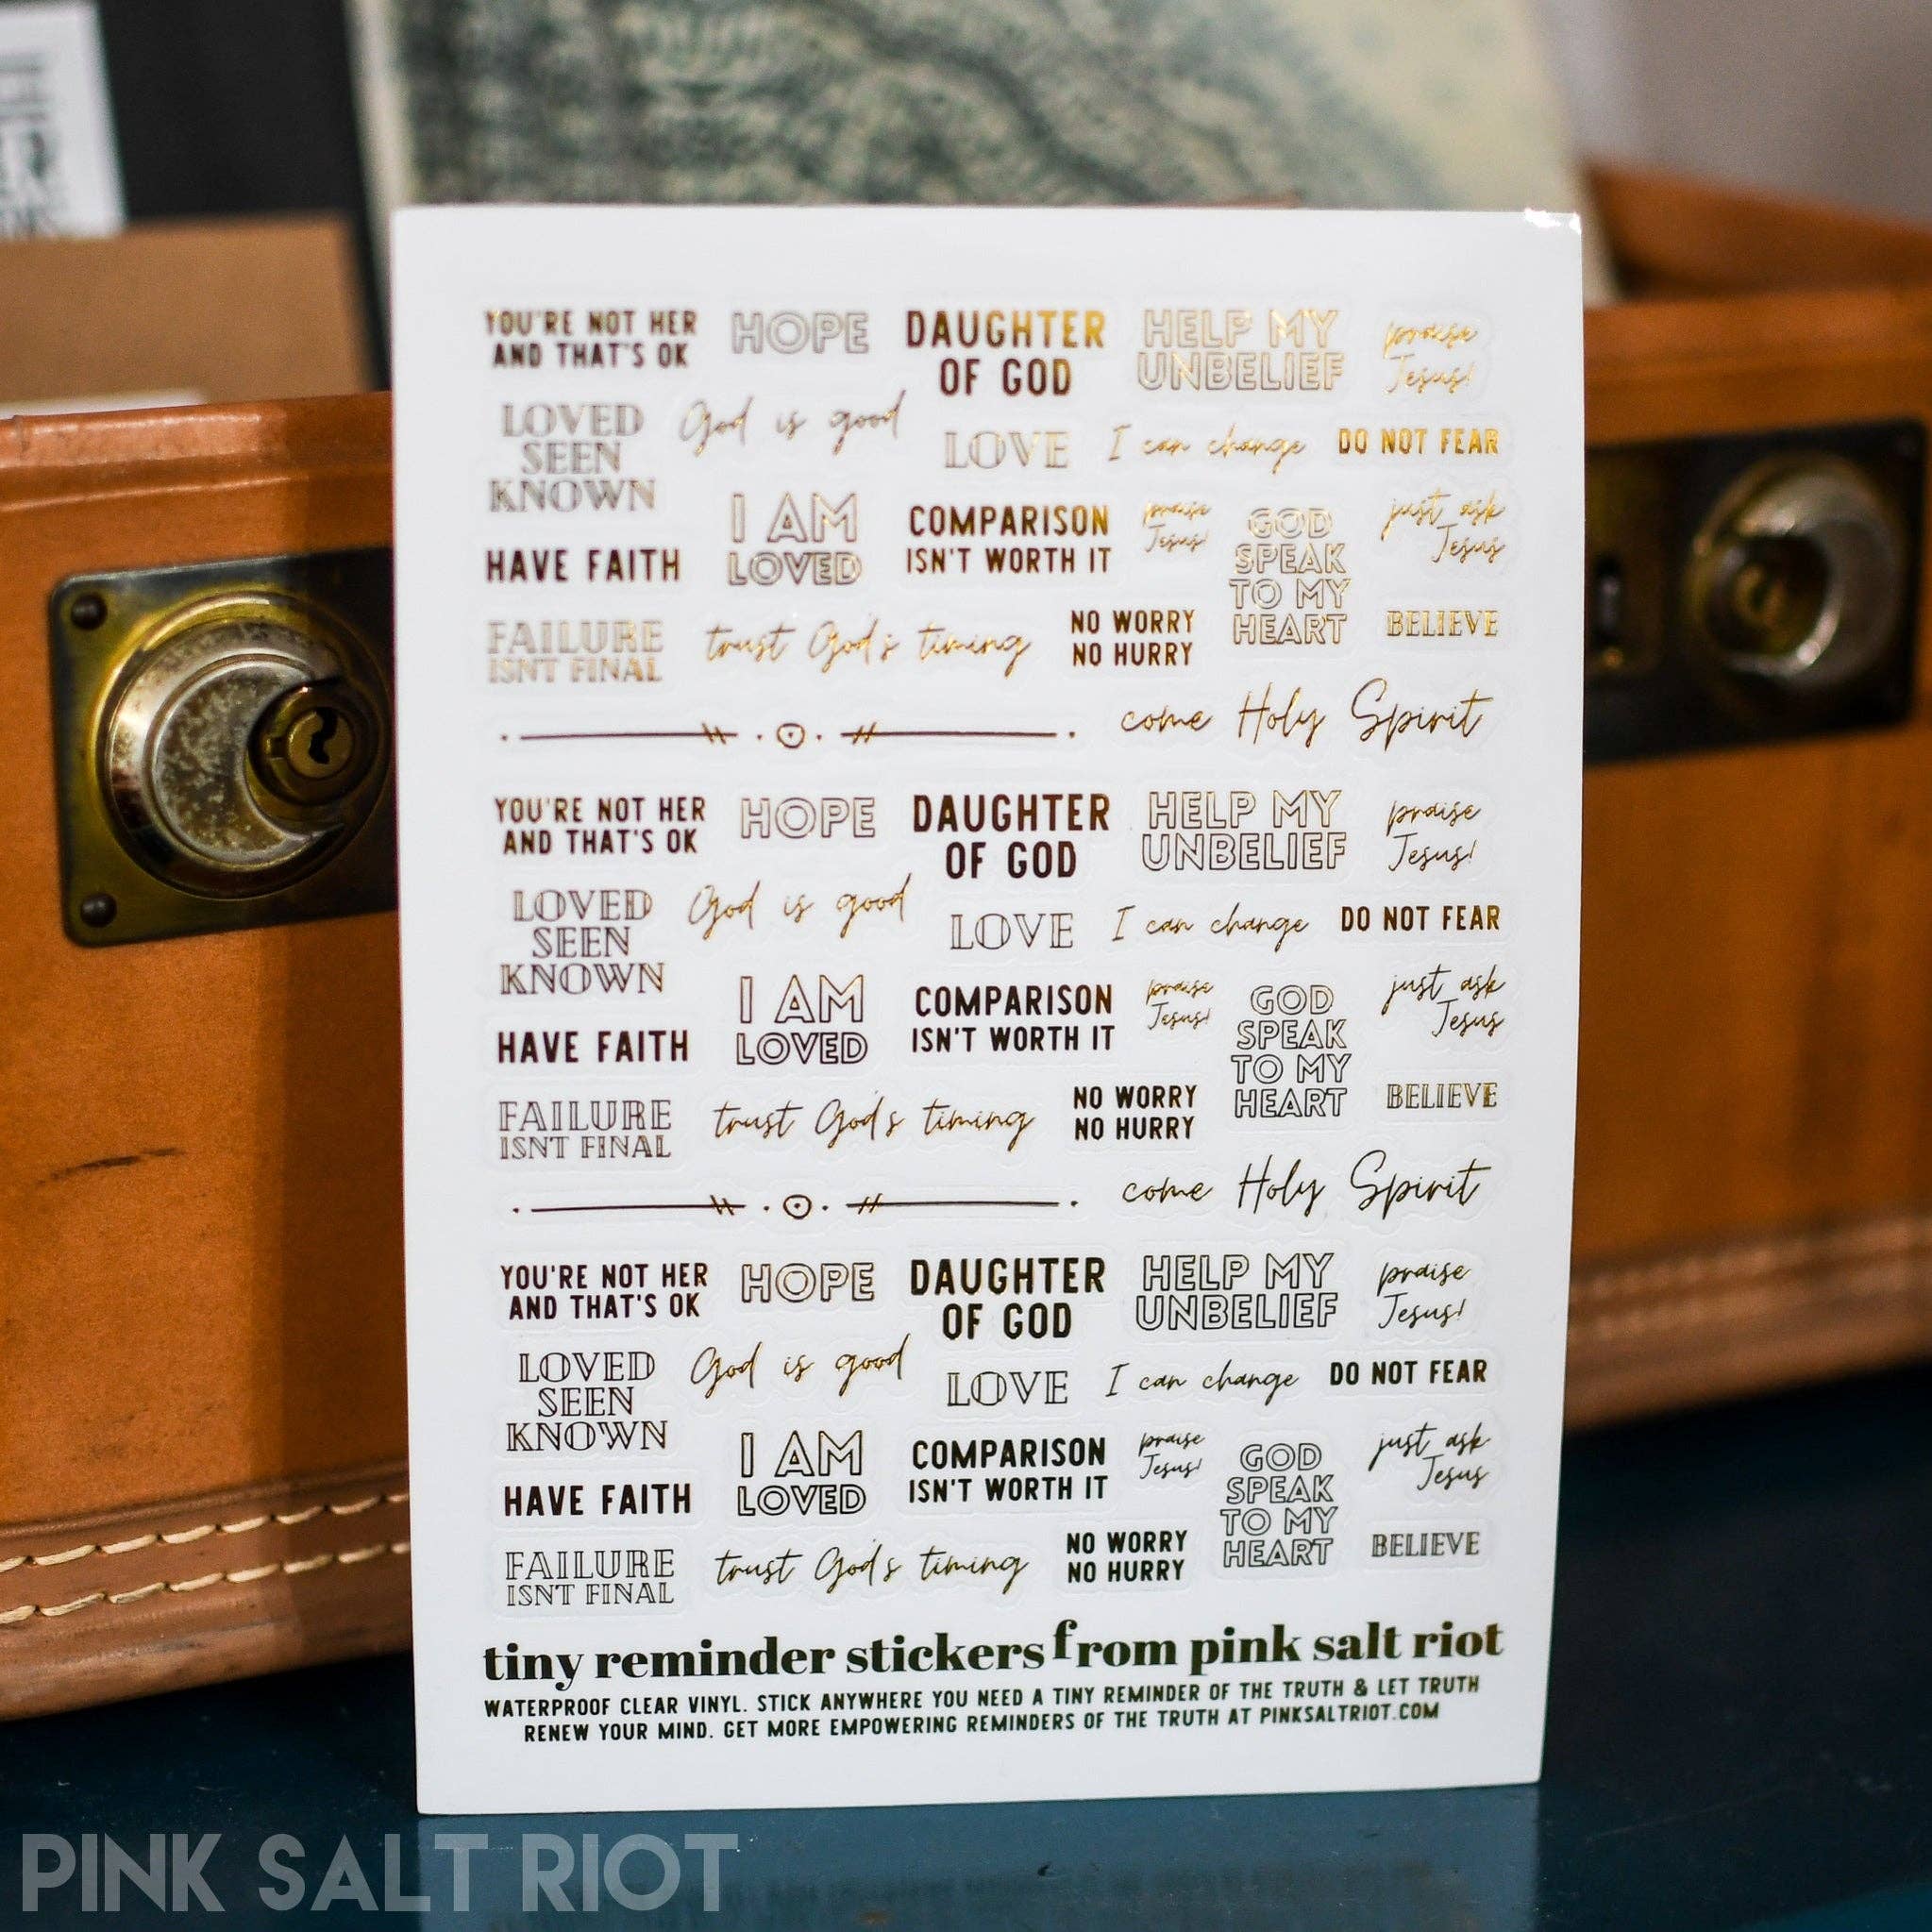 YOU'RE NOT HER
AND THAT'S OK
HOPE
DAUGHTER
OF GOD
HELP MY
UNBELIEF
praise
Jesus!
LOVED
SEEN
KNOWN
God is good
LOVE
I can change
DO NOT FEAR
HAVE FAITH
I AM
LOVED
COMPARISON
ISN'T WORTH IT
praise
Jesus!
GOD
SPEAK
TO MY
HEART
just ask
Jesus
FAILURE
ISNT FINAL
trust God's timing
NO WORRY
NO HURRY
BELIEVE
come Holy Spirit
YOU'RE NOT HER
AND THAT'S OK
HOPE
DAUGHTER
OF GOD
HELP MY
UNBELIEF
praise
Jesus!
LOVED
SEEN
KNOWN
God is good
LOVE
I can change
DO NOT FEAR
HAVE FAITH
I AM
LOVED
COMPARISON
ISN'T WORTH IT
praise
Jesus!
GOD
SPEAK
TO MY
HEART
just ask
Jesus
FAILURE
ISNT FINAL
trust God's timing
NO WORRY
NO HURRY
BELIEVE
come Holy Spirit
YOU'RE NOT HER
AND THAT'S OK
HOPE
DAUGHTER
OF GOD
HELP MY
UNBELIEF
praise
Jesus!
LOVED
SEEN
KNOWN
God is good
LOVE
I can change
DO NOT FEAR
HAVE FAITH
I AM
LOVED
COMPARISON
ISN'T WORTH IT
praise
Jesus!
GOD
SPEAK
TO MY
HEART
just ask
Jesus
FAILURE
ISNT FINAL
trust God's timing
NO WORRY
NO HURRY
BELIEVE
tiny reminder stickers from pink salt riot
WATERPROOF CLEAR VINYL. STICK ANYWHERE YOU NEED A TINY REMINDER OF THE TRUTH & LET TRUTH
RENEW YOUR MIND. GET MORE EMPOWERING REMINDERS OF THE TRUTH AT PINKSALTRIOT.COM
PINK SALT RIOT